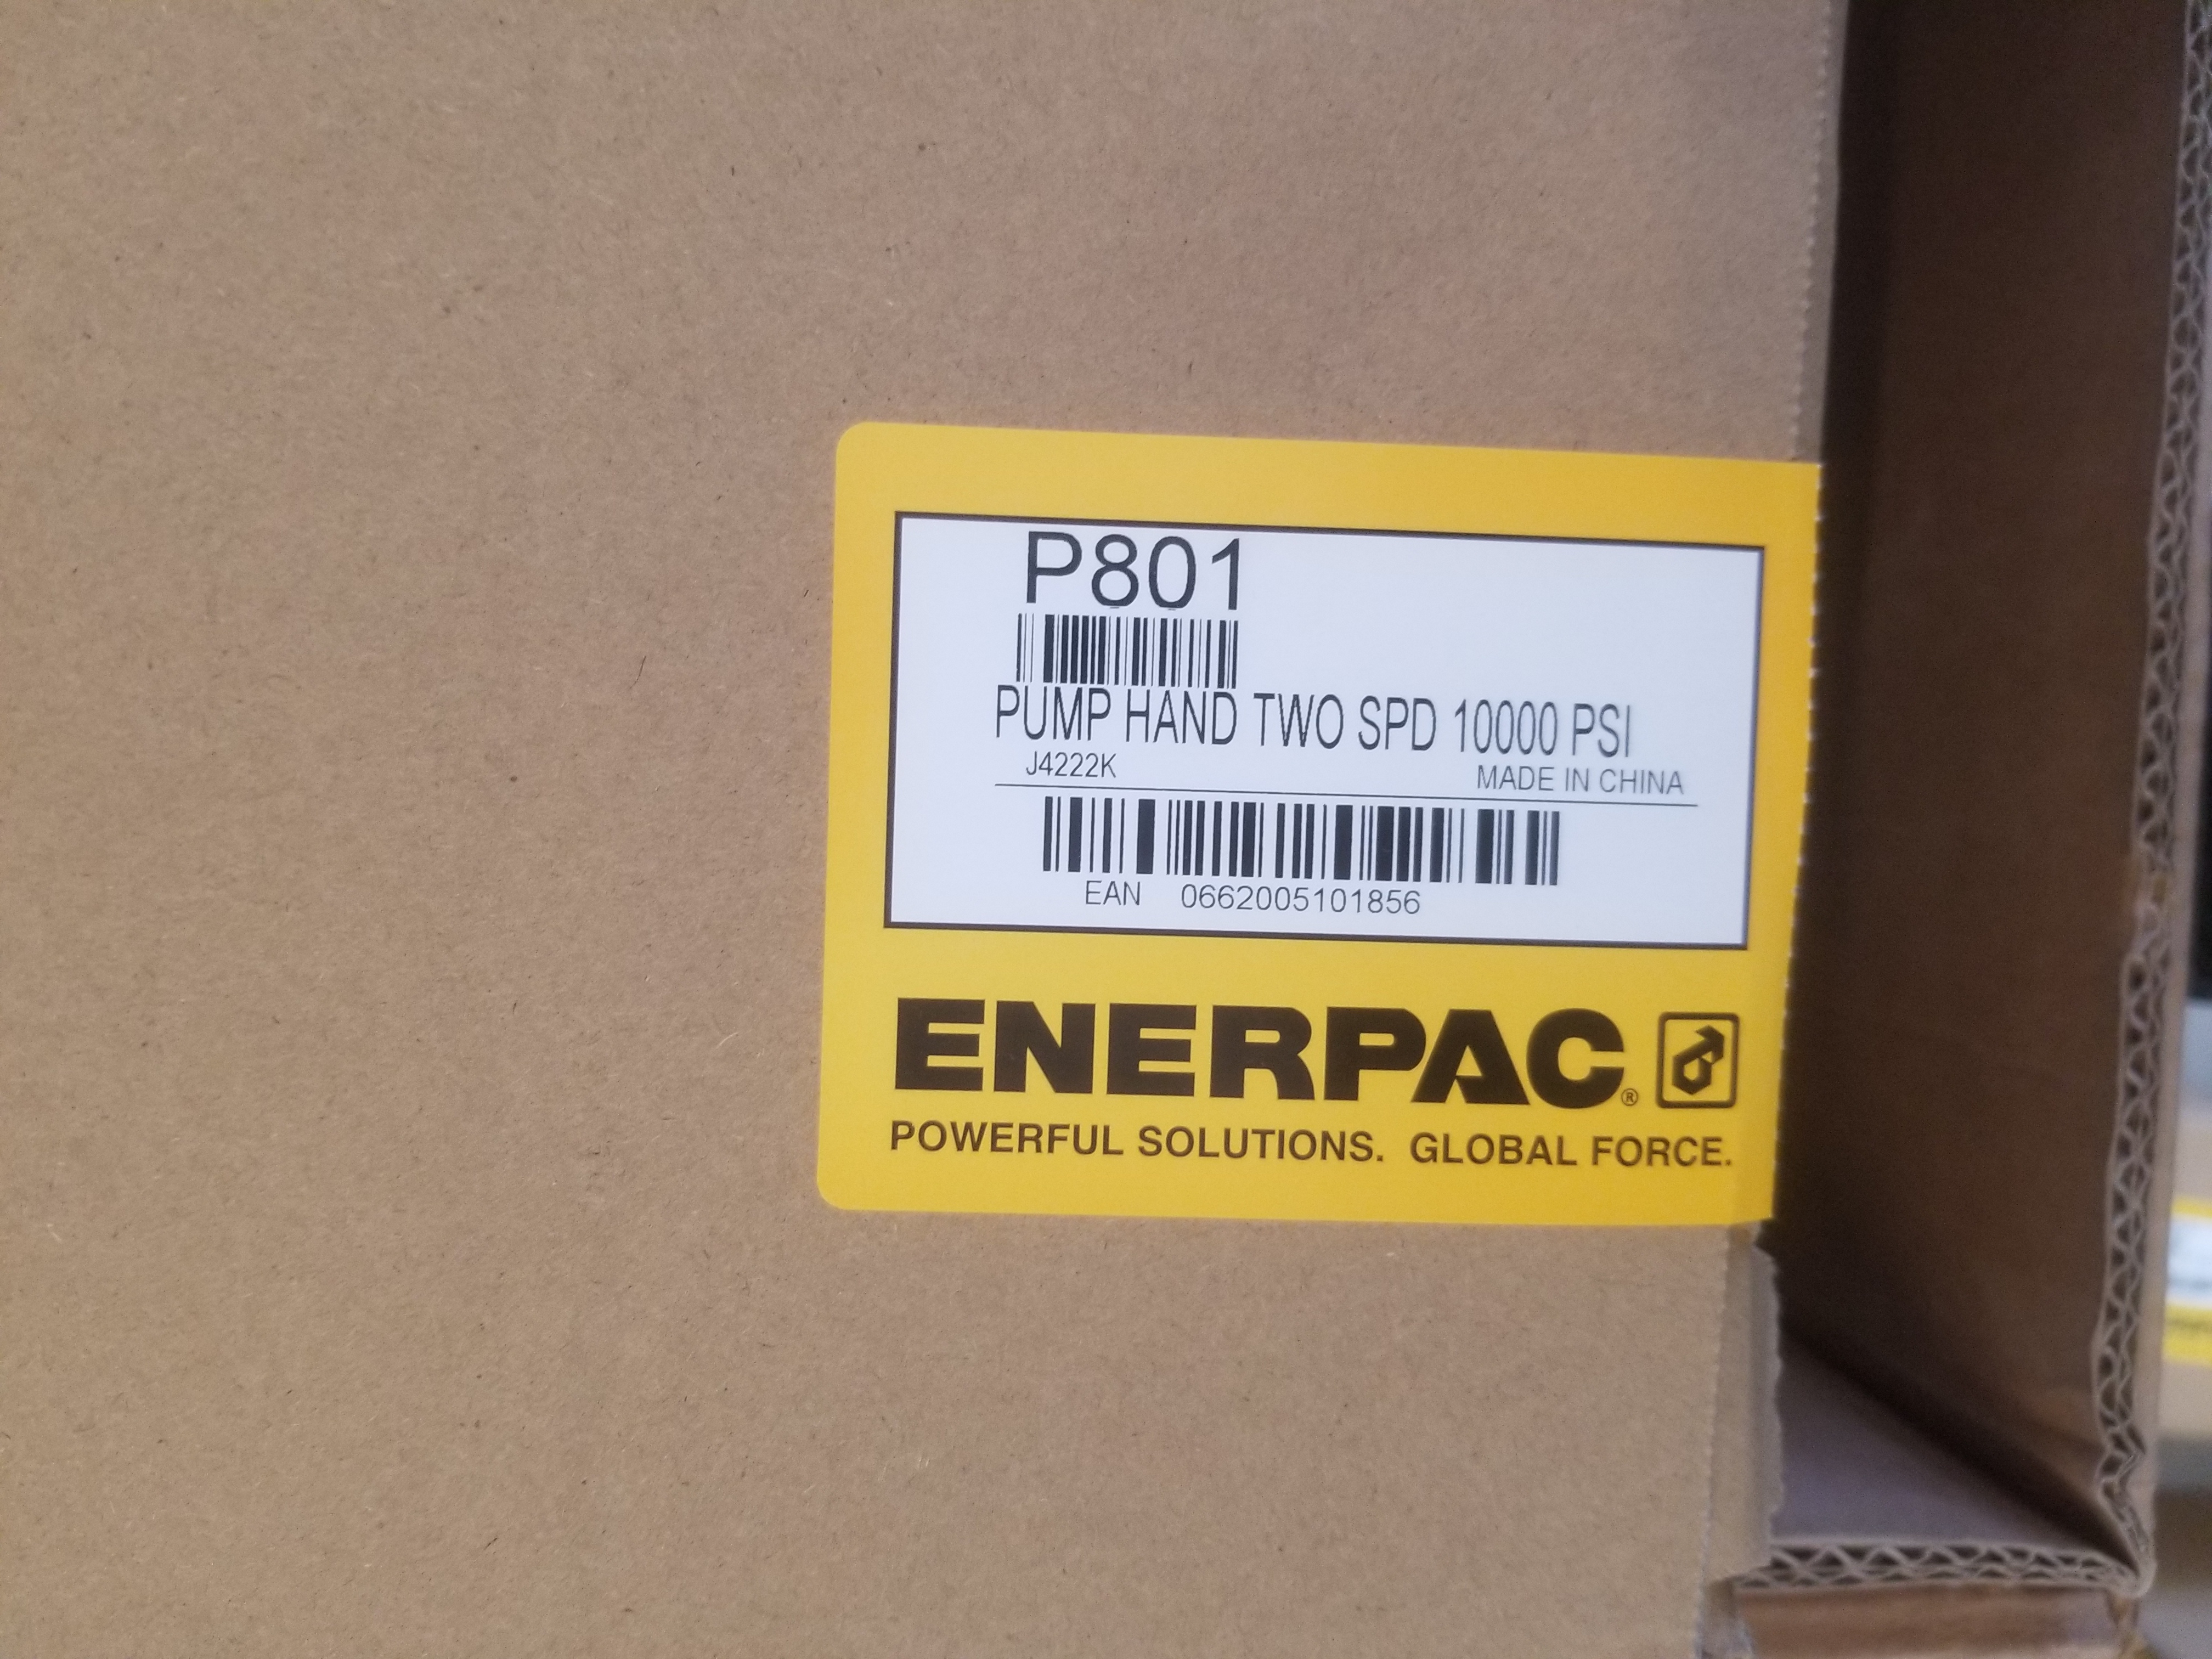 P801
PUMP HAND TWO SPD 10000 PSI
J4222K MADE IN CHINA
EAN 0662005101856
ENERPAC®
POWERFUL SOLUTIONS. GLOBAL FORCE.